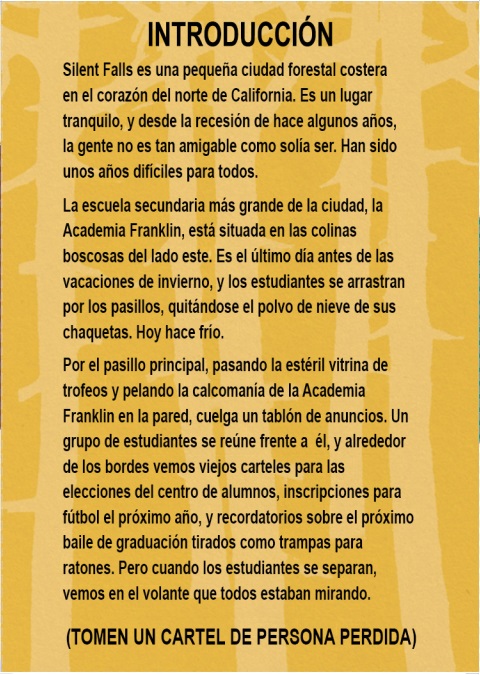 INTRODUCCIÓN
Silent Falls es una pequeña ciudad forestal costera
en el corazón del norte de California. Es un lugar
tranquilo, y desde la recesión de hace algunos años,
la gente no es tan amigable como solía ser. Han sido
unos años difíciles para todos.
La escuela secundaria más grande de la ciudad, la
Academia Franklin, está situada en las colinas
boscosas del lado este. Es el último día antes de las
vacaciones de invierno, y los estudiantes se arrastran
por los pasillos, quitándose el polvo de nieve de sus
chaquetas. Hoy hace frío.
Por el pasillo principal, pasando la estéril vitrina de
trofeos y pelando la calcomanía de la Academia
Franklin en la pared, cuelga un tablón de anuncios. Un
grupo de estudiantes se reúne frente a él, y alrededor
de los bordes vemos viejos carteles para las
elecciones del centro de alumnos, inscripciones para
fútbol el próximo año, y recordatorios sobre el próximo
baile de graduación tirados como trampas para
ratones. Pero cuando los estudiantes se separan,
vemos en el volante que todos estaban mirando.
(TOMEN UN CARTEL DE PERSONA PERDIDA)